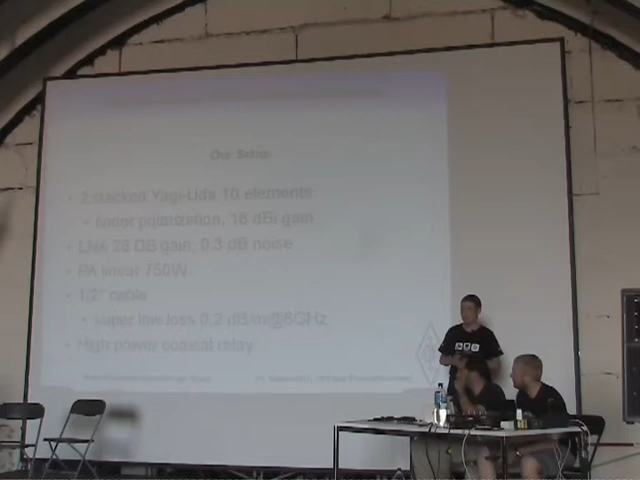 Our Setup
2 stacked Yagi-Uda 10 elements
linear polarization, 16 dBi gain
LNA 28 DB gain, 0.3 dB noise
PA linear 750W
1/2" cable
super low loss 0.2 dB/m@6GHz
High power coaxial relay